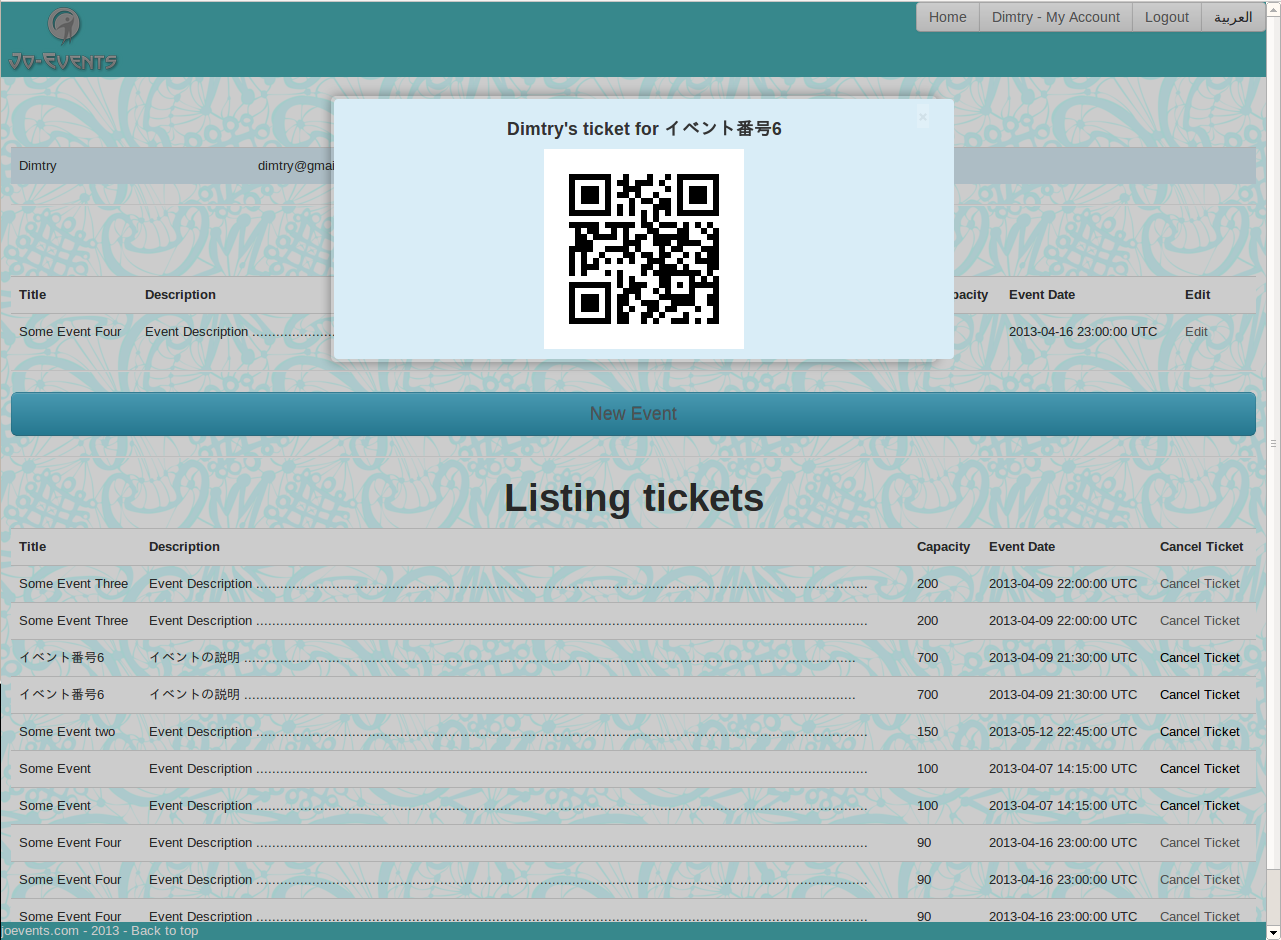 Jo-Events
Home Dimtry - My Account Logout العربية
Dimtry's ticket for イベント番号6 ×
Dimtry dimtry@gmai
Title Description pacity Event Date Edit
Some Event Four Event Description 2013-04-16 23:00:00 UTC Edit
New Event
Listing tickets
Title Description Capacity Event Date Cancel Ticket
Some Event Three Event Description 200 2013-04-09 22:00:00 UTC Cancel Ticket
Some Event Three Event Description 200 2013-04-09 22:00:00 UTC Cancel Ticket
イベント番号6 イベントの説明 700 2013-04-09 21:30:00 UTC Cancel Ticket
イベント番号6 イベントの説明 700 2013-04-09 21:30:00 UTC Cancel Ticket
Some Event two Event Description 150 2013-05-12 22:45:00 UTC Cancel Ticket
Some Event Event Description 100 2013-04-07 14:15:00 UTC Cancel Ticket
Some Event Event Description 100 2013-04-07 14:15:00 UTC Cancel Ticket
Some Event Four Event Description 90 2013-04-16 23:00:00 UTC Cancel Ticket
Some Event Four Event Description 90 2013-04-16 23:00:00 UTC Cancel Ticket
Some Event Four Event Description 90 2013-04-16 23:00:00 UTC Cancel Ticket
joevents.com - 2013 - Back to top